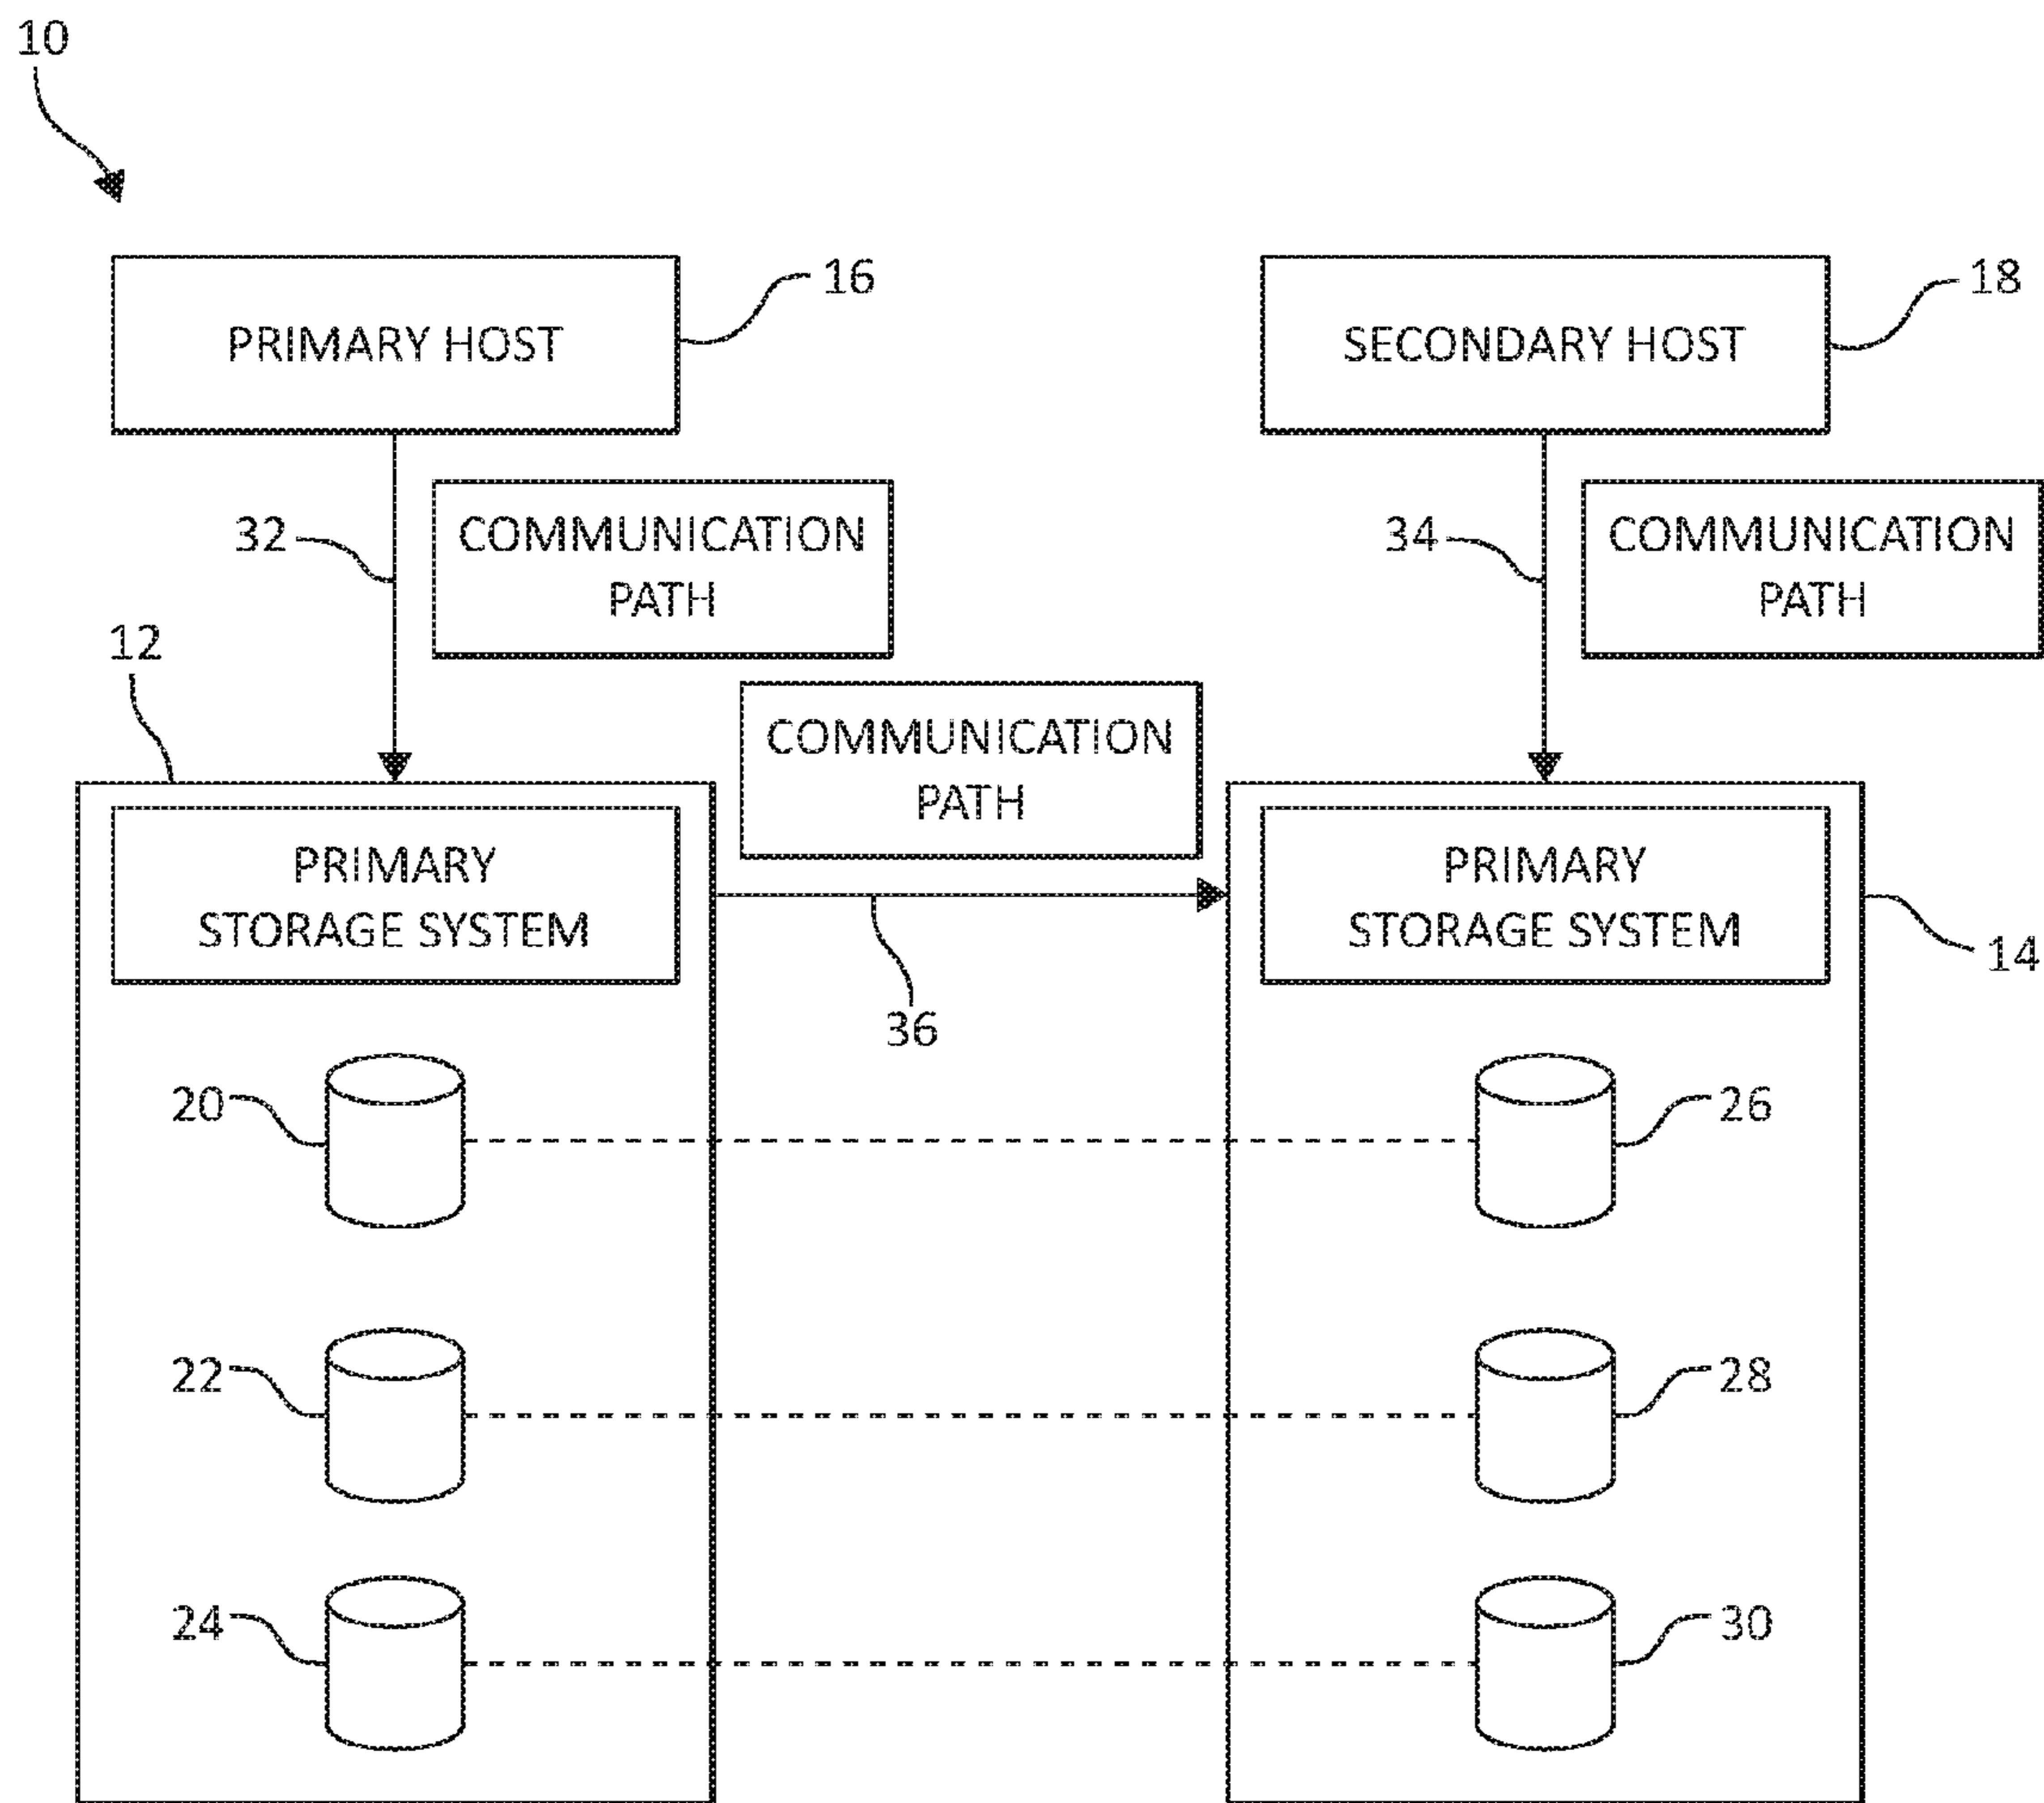 10
PRIMARY HOST
16
SECONDARY HOST
18
32
COMMUNICATION
PATH
34
COMMUNICATION
PATH
12
COMMUNICATION
PATH
PRIMARY
STORAGE SYSTEM
PRIMARY
STORAGE SYSTEM
14
36
20
26
22
28
24
30